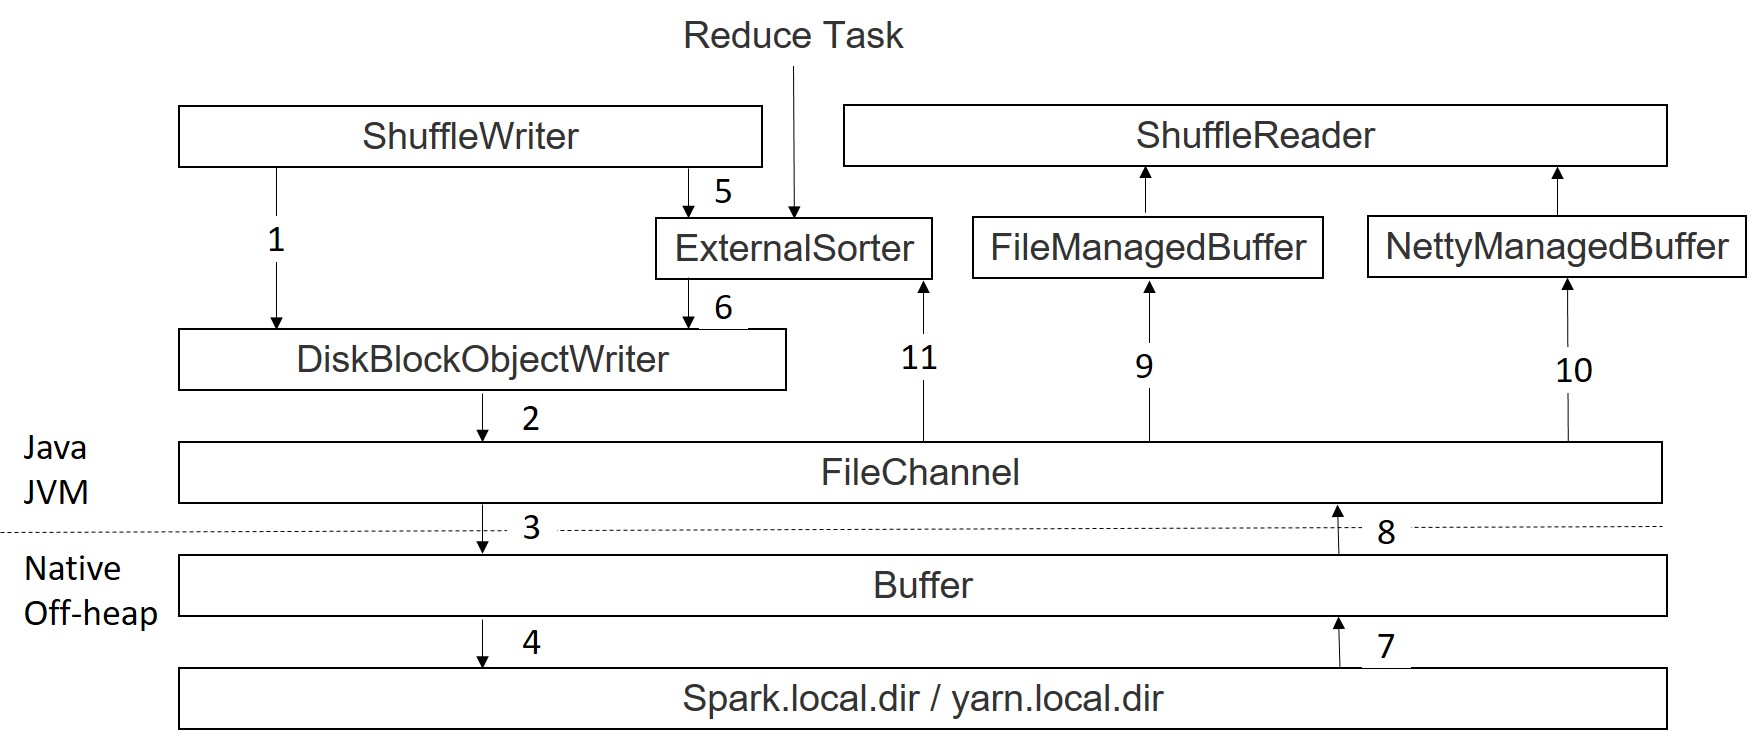 Reduce Task
ShuffleWriter
ShuffleReader
5
1
ExternalSorter
FileManagedBuffer
NettyManagedBuffer
6
DiskBlockObjectWriter
11
9
10
2
Java
JVM
FileChannel
3
8
Native
Off-heap
Buffer
4
7
Spark.local.dir / yarn.local.dir